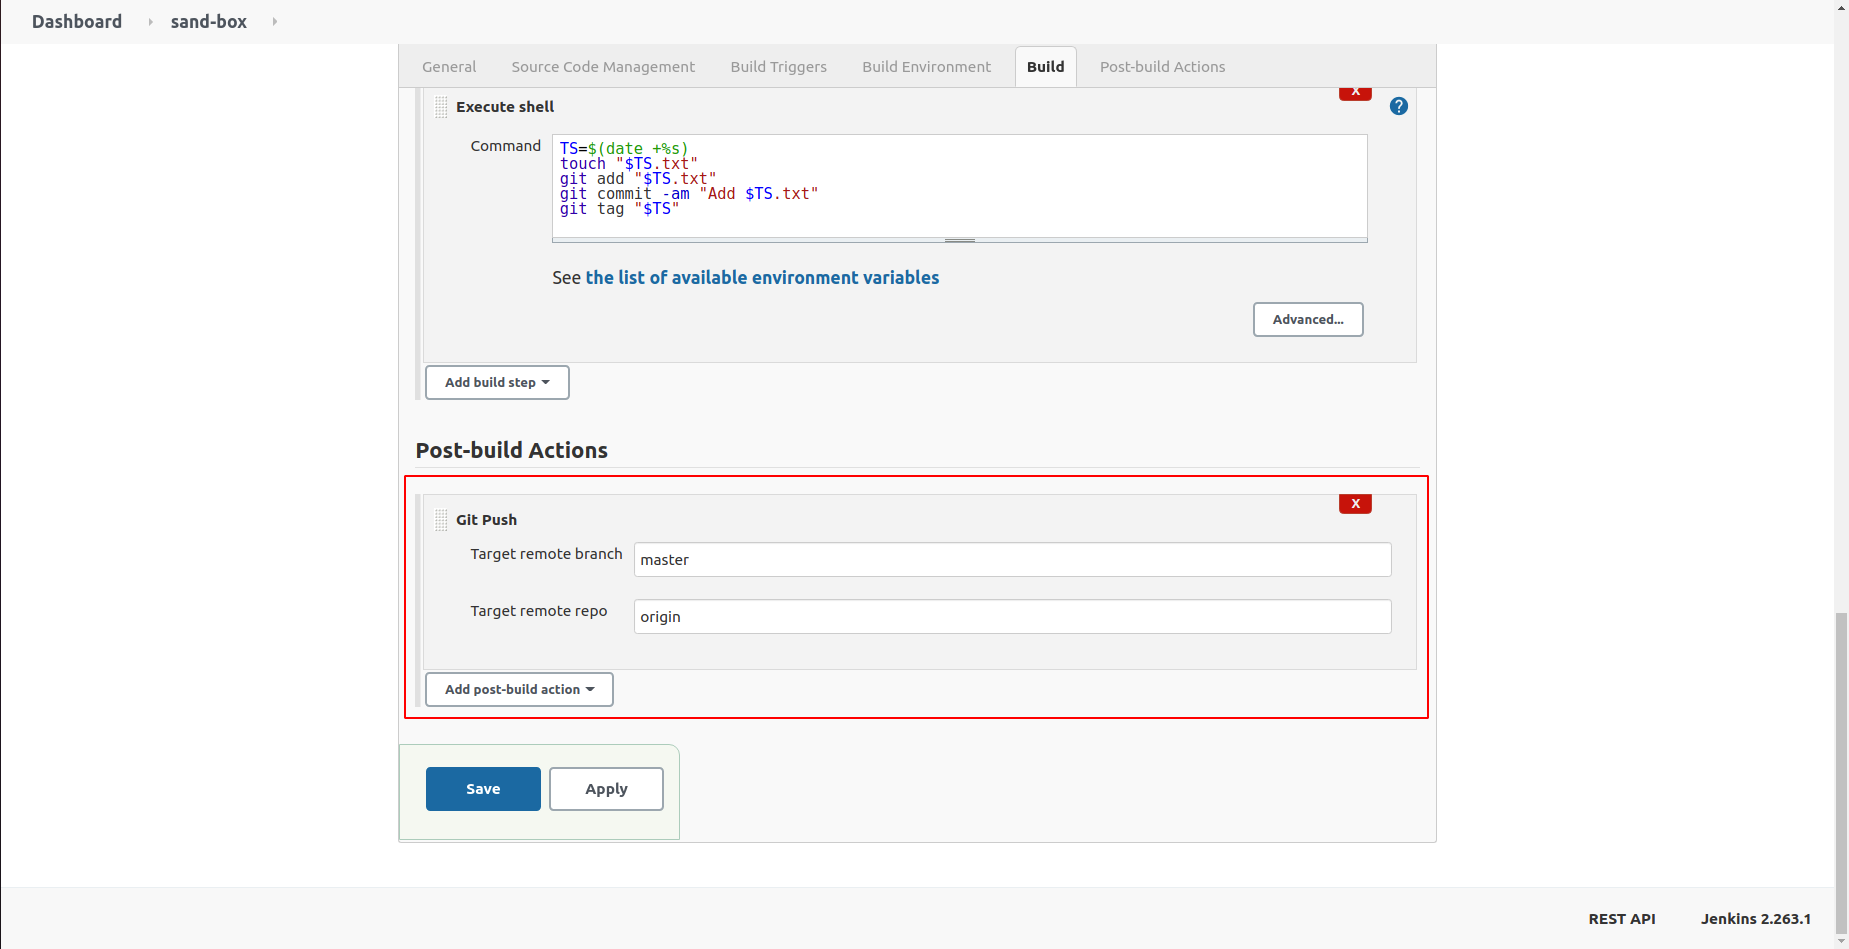 Dashboard sand-box
General Source Code Management Build Triggers Build Environment Build Post-build Actions
X
Execute shell ?
Command
TS=$(date +%s)
touch "$TS.txt"
git add "$TS.txt"
git commit -am "Add $TS.txt"
git tag "$TS"
See the list of available environment variables
Advanced...
Add build step
Post-build Actions
X
Git Push
Target remote branch master
Target remote repo origin
Add post-build action
Save Apply
REST API Jenkins 2.263.1